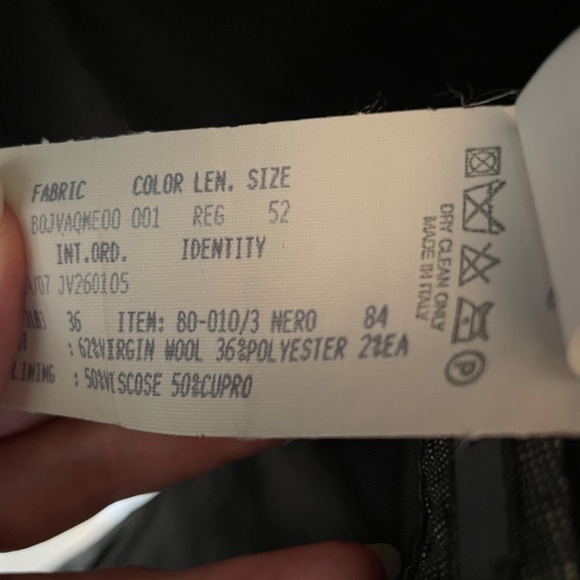 FABRIC COLOR LEN. SIZE
001 REG 52
INT.ORD. IDENTITY
/07 JV260105
36 ITEM: 80-010/3 NERO 84
: 62%VIRGIN WOOL 36%POLYESTER 2%EA
LINING : 50%VISCOSE 50%CUPRO
DRY CLEAN ONLY
MADE IN ITALY
P